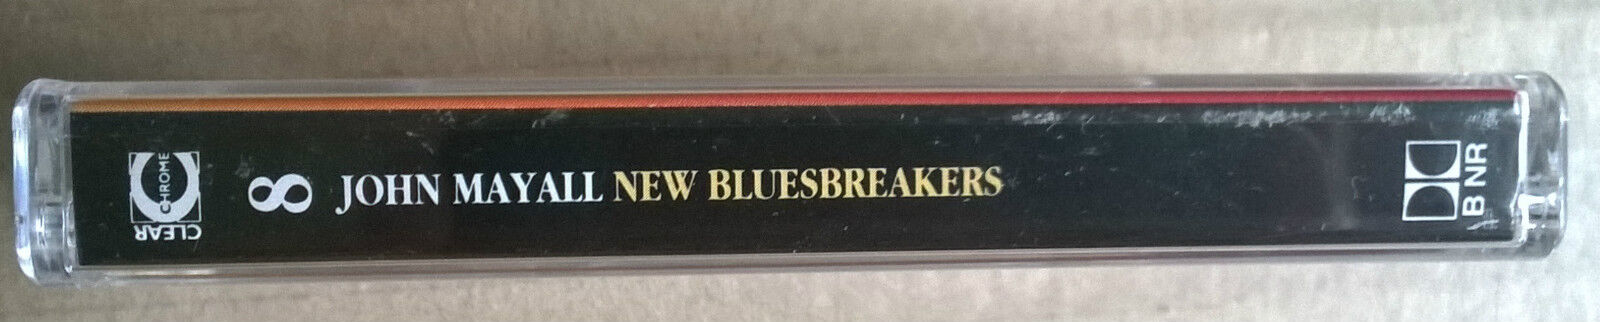 CLEAR
CHROME
8
JOHN MAYALL NEW BLUESBREAKERS
B NR